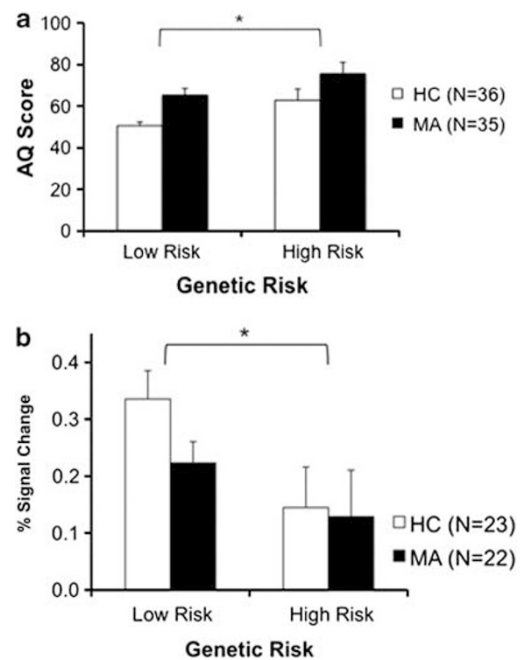 a
*
100
80
60
40
20
0
AQ Score
HC (N=36)
MA (N=35)
Low Risk High Risk
Genetic Risk
b
*
0.4
0.3
0.2
0.1
0.0
% Signal Change
HC (N=23)
MA (N=22)
Low Risk High Risk
Genetic Risk